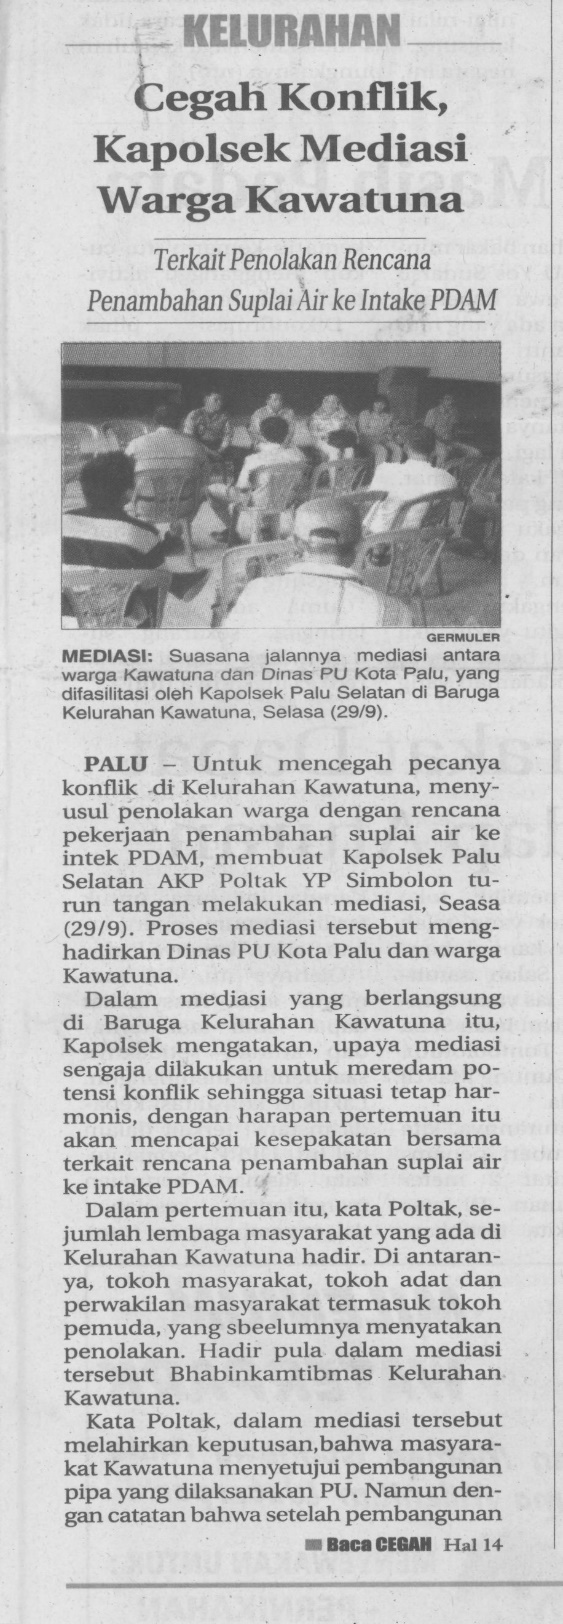 KELURAHAN
Cegah Konflik,
Kapolsek Mediasi
Warga Kawatuna
Terkait Penolakan Rencana
Penambahan Suplai Air ke Intake PDAM
GERMULER
MEDIASI: Suasana jalannya mediasi antara
warga Kawatuna dan Dinas PU Kota Palu, yang
difasilitasi oleh Kapolsek Palu Selatan di Baruga
Kelurahan Kawatuna, Selasa (29/9).
PALU – Untuk mencegah pecanya
konflik di Kelurahan Kawatuna, meny-
usul penolakan warga dengan rencana
pekerjaan penambahan suplai air ke
intek PDAM, membuat Kapolsek Palu
Selatan AKP Poltak YP Simbolon tu-
run tangan melakukan mediasi, Seasa
(29/9). Proses mediasi tersebut meng-
hadirkan Dinas PU Kota Palu dan warga
Kawatuna.
Dalam mediasi yang berlangsung
di Baruga Kelurahan Kawatuna itu,
Kapolsek mengatakan, upaya mediasi
sengaja dilakukan untuk meredam po-
tensi konflik sehingga situasi tetap har-
monis, dengan harapan pertemuan itu
akan mencapai kesepakatan bersama
terkait rencana penambahan suplai air
ke intake PDAM.
Dalam pertemuan itu, kata Poltak, se-
jumlah lembaga masyarakat yang ada di
Kelurahan Kawatuna hadir. Di antaran-
ya, tokoh masyarakat, tokoh adat dan
perwakilan masyarakat termasuk tokoh
pemuda, yang sbeelumnya menyatakan
penolakan. Hadir pula dalam mediasi
tersebut Bhabinkamtibmas Kelurahan
Kawatuna.
Kata Poltak, dalam mediasi tersebut
melahirkan keputusan,bahwa masyara-
kat Kawatuna menyetujui pembangunan
pipa yang dilaksanakan PU. Namun den-
gan catatan bahwa setelah pembangunan
Baca CEGAH Hal 14